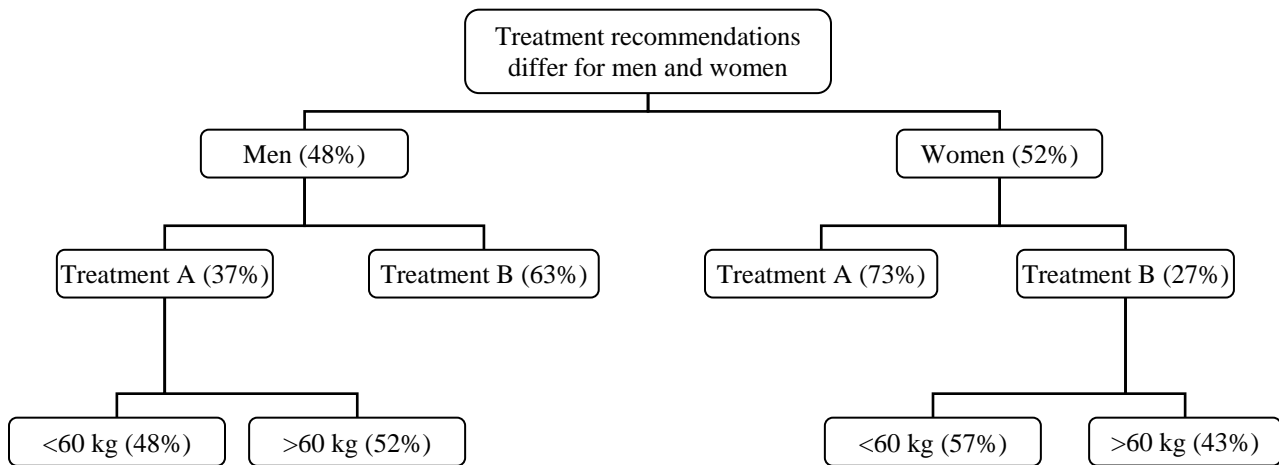 Treatment recommendations
differ for men and women
Men (48%)
Women (52%)
Treatment A (37%)
Treatment B (63%)
Treatment A (73%)
Treatment B (27%)
<60 kg (48%)
>60 kg (52%)
<60 kg (57%)
>60 kg (43%)